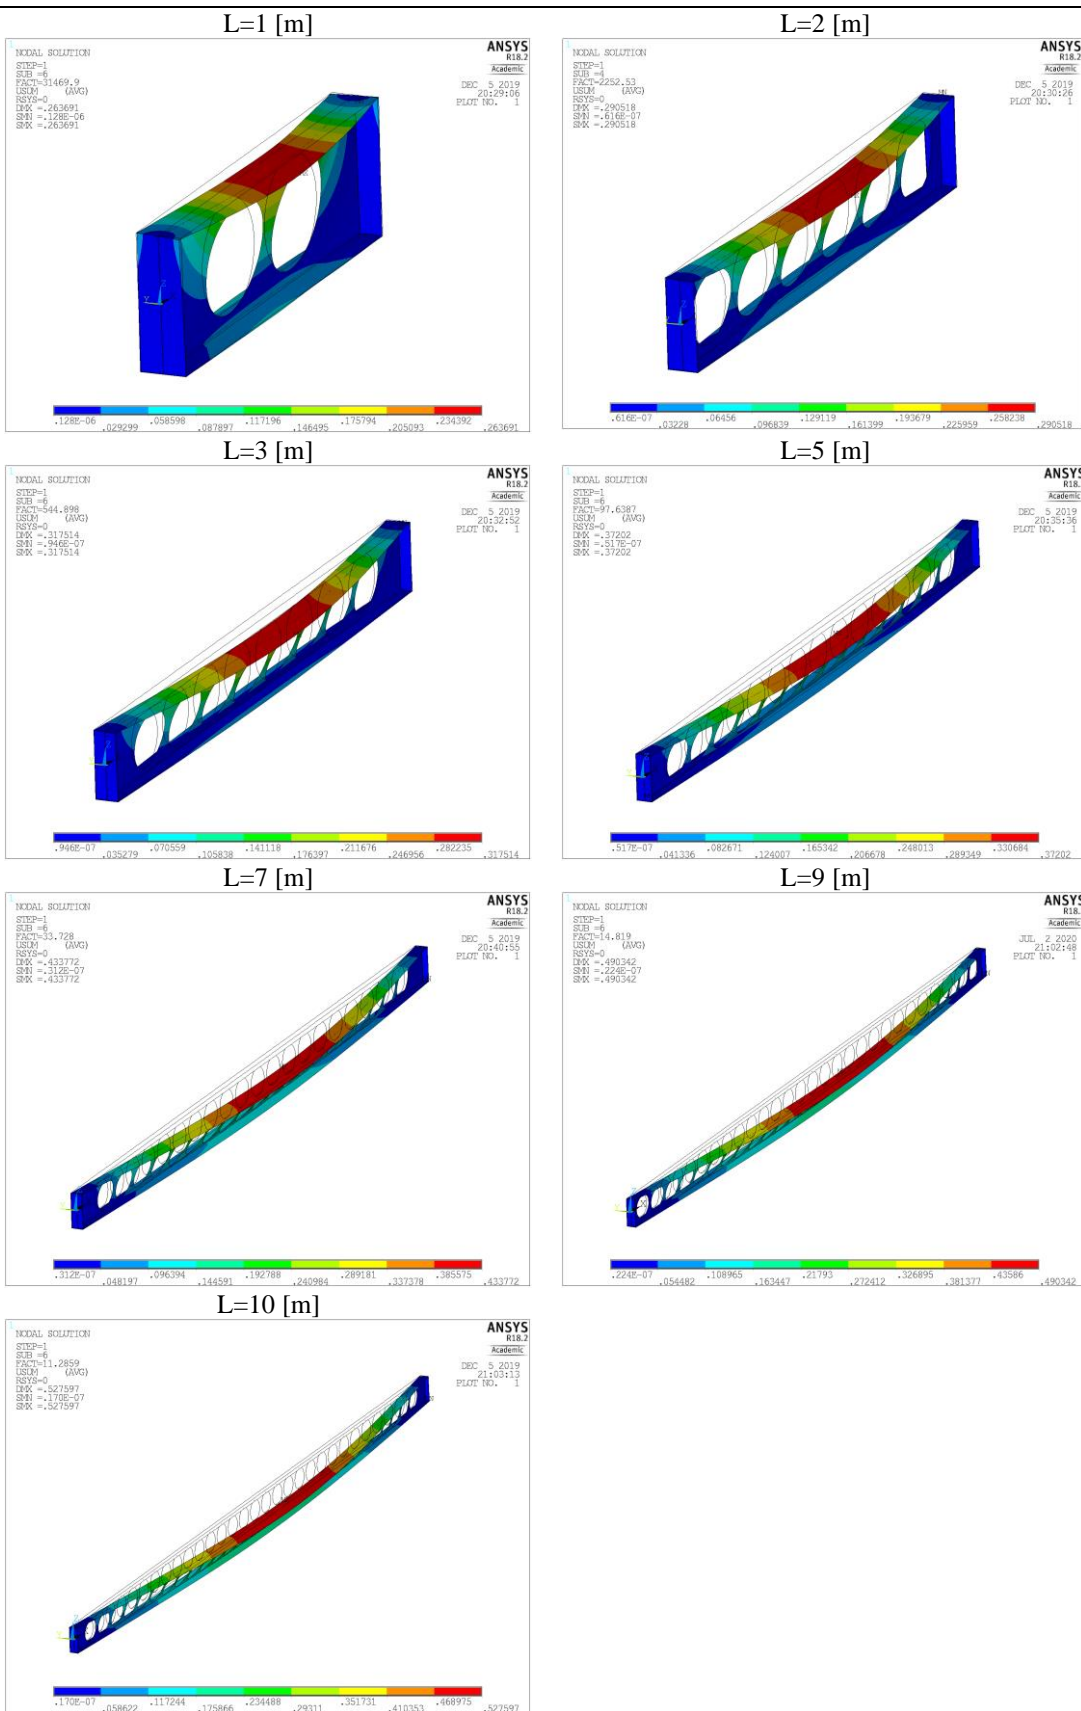 L=1 [m]
1
NODAL SOLUTION
STEP=1
SUB =6
FACT=31469.9
USUM (AVG)
RSYS=0
DMX =.263691
SMN =.128E-06
SMX =.263691
ANSYS
R18.2
Academic
DEC 5 2019
20:29:06
PLOT NO. 1
.128E-06 .058598 .117196 .175794 .234392
.029299 .087897 .146495 .205093 .263691
L=2 [m]
1
NODAL SOLUTION
STEP=1
SUB =4
FACT=2252.53
USUM (AVG)
RSYS=0
DMX =.290518
SMN =.616E-07
SMX =.290518
ANSYS
R18.2
Academic
DEC 5 2019
20:30:26
PLOT NO. 1
.616E-07 .06456 .129119 .193679 .258238
.03228 .096839 .161399 .225959 .290518
L=3 [m]
1
NODAL SOLUTION
STEP=1
SUB =6
FACT=544.898
USUM (AVG)
RSYS=0
DMX =.317514
SMN =.946E-07
SMX =.317514
ANSYS
R18.2
Academic
DEC 5 2019
20:32:52
PLOT NO. 1
.946E-07 .070559 .141118 .211676 .282235
.035279 .105838 .176397 .246956 .317514
L=5 [m]
1
NODAL SOLUTION
STEP=1
SUB =6
FACT=97.6387
USUM (AVG)
RSYS=0
DMX =.37202
SMN =.517E-07
SMX =.37202
ANSYS
R18.
Academic
DEC 5 2019
20:35:36
PLOT NO. 1
.517E-07 .082671 .165342 .248013 .330684
.041336 .124007 .206678 .289349 .37202
L=7 [m]
1
NODAL SOLUTION
STEP=1
SUB =6
FACT=33.728
USUM (AVG)
RSYS=0
DMX =.433772
SMN =.312E-07
SMX =.433772
ANSYS
R18.2
Academic
DEC 5 2019
20:40:55
PLOT NO. 1
.312E-07 .096394 .192788 .289181 .385575
.048197 .144591 .240984 .337378 .433772
L=9 [m]
1
NODAL SOLUTION
STEP=1
SUB =6
FACT=14.819
USUM (AVG)
RSYS=0
DMX =.490342
SMN =.224E-07
SMX =.490342
ANSYS
R18.
Academic
JUL 2 2020
21:02:48
PLOT NO. 1
.224E-07 .108965 .21793 .326895 .43586
.054482 .163447 .272412 .381377 .490342
L=10 [m]
1
NODAL SOLUTION
STEP=1
SUB =6
FACT=11.2859
USUM (AVG)
RSYS=0
DMX =.527597
SMN =.170E-07
SMX =.527597
ANSYS
R18.2
Academic
DEC 5 2019
21:03:13
PLOT NO. 1
.170E-07 .117244 .234488 .351731 .468975
.058622 .175866 .29311 .410353 .527597